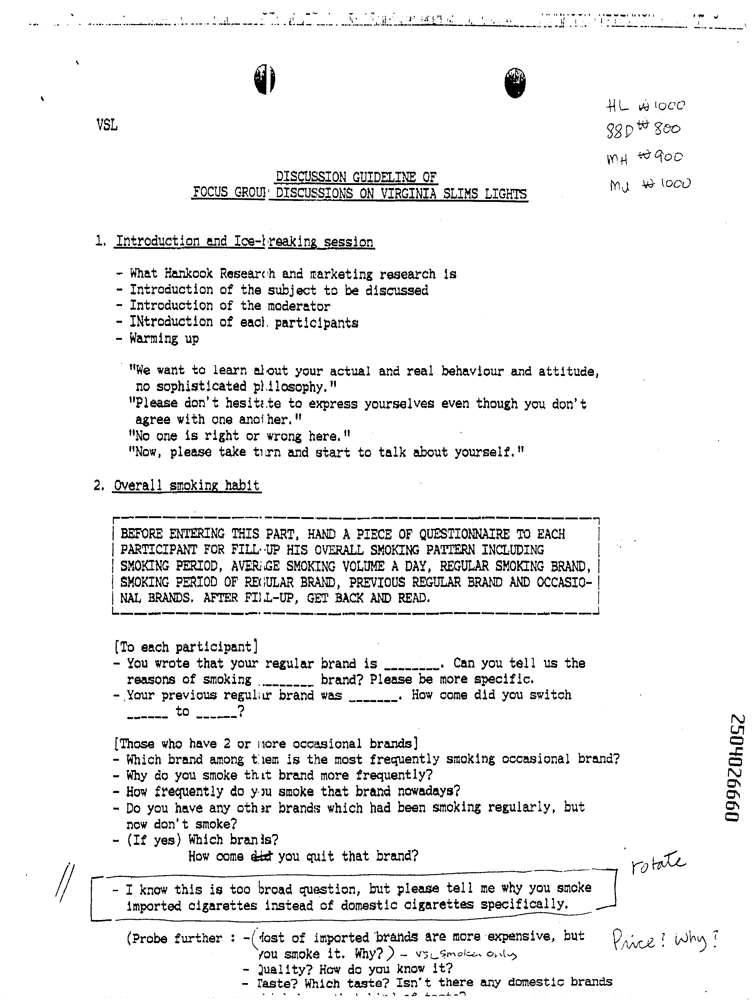 HL ₩1000
VSL
88D ₩800
MH ₩900
DISCUSSION GUIDELINE OF
MJ ₩1000
FOCUS GROUP DISCUSSIONS ON VIRGINIA SLIMS LIGHTS
1. Introduction and Ice-breaking session
- What Hankook Research and marketing research is
- Introduction of the subject to be discussed
- Introduction of the moderator
- INtroduction of each participants
- Warming up
"We want to learn about your actual and real behaviour and attitude,
no sophisticated philosophy."
"Please don't hesitate to express yourselves even though you don't
agree with one another."
"No one is right or wrong here."
"Now, please take turn and start to talk about yourself."
2. Overall smoking habit
BEFORE ENTERING THIS PART, HAND A PIECE OF QUESTIONNAIRE TO EACH
PARTICIPANT FOR FILL-UP HIS OVERALL SMOKING PATTERN INCLUDING
SMOKING PERIOD, AVERAGE SMOKING VOLUME A DAY, REGULAR SMOKING BRAND,
SMOKING PERIOD OF REGULAR BRAND, PREVIOUS REGULAR BRAND AND OCCASIO-
NAL BRANDS. AFTER FILL-UP, GET BACK AND READ.
[To each participant]
- You wrote that your regular brand is _______. Can you tell us the
reasons of smoking _______ brand? Please be more specific.
- Your previous regular brand was ______. How come did you switch
_____ to _____?
[Those who have 2 or more occasional brands]
- Which brand among them is the most frequently smoking occasional brand?
- Why do you smoke that brand more frequently?
- How frequently do you smoke that brand nowadays?
- Do you have any other brands which had been smoking regularly, but
now don't smoke?
- (If yes) Which brands?
How come did you quit that brand?
rotate
- I know this is too broad question, but please tell me why you smoke
imported cigarettes instead of domestic cigarettes specifically.
(Probe further : - (Most of imported brands are more expensive, but
you smoke it. Why?) - VSL Smoker only
Price? Why?
- Quality? How do you know it?
- Taste? Which taste? Isn't there any domestic brands
2504026660